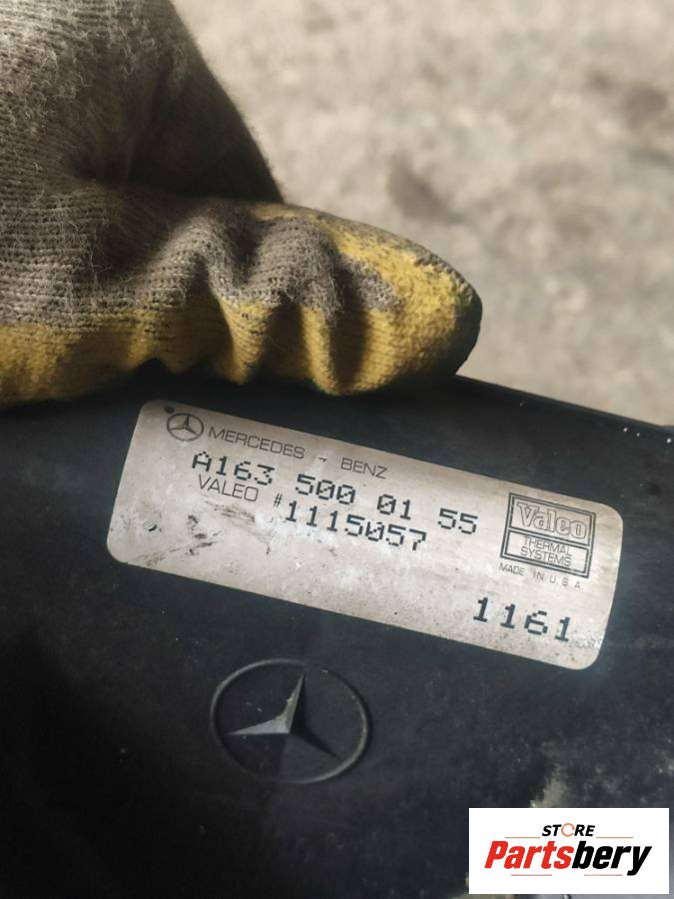 MERCEDES - BENZ
A163 500 01 55
VALEO # 1115057
Valeo
THERMAL
SYSTEMS
MADE IN U.S.A
1161
STORE
Partsbery